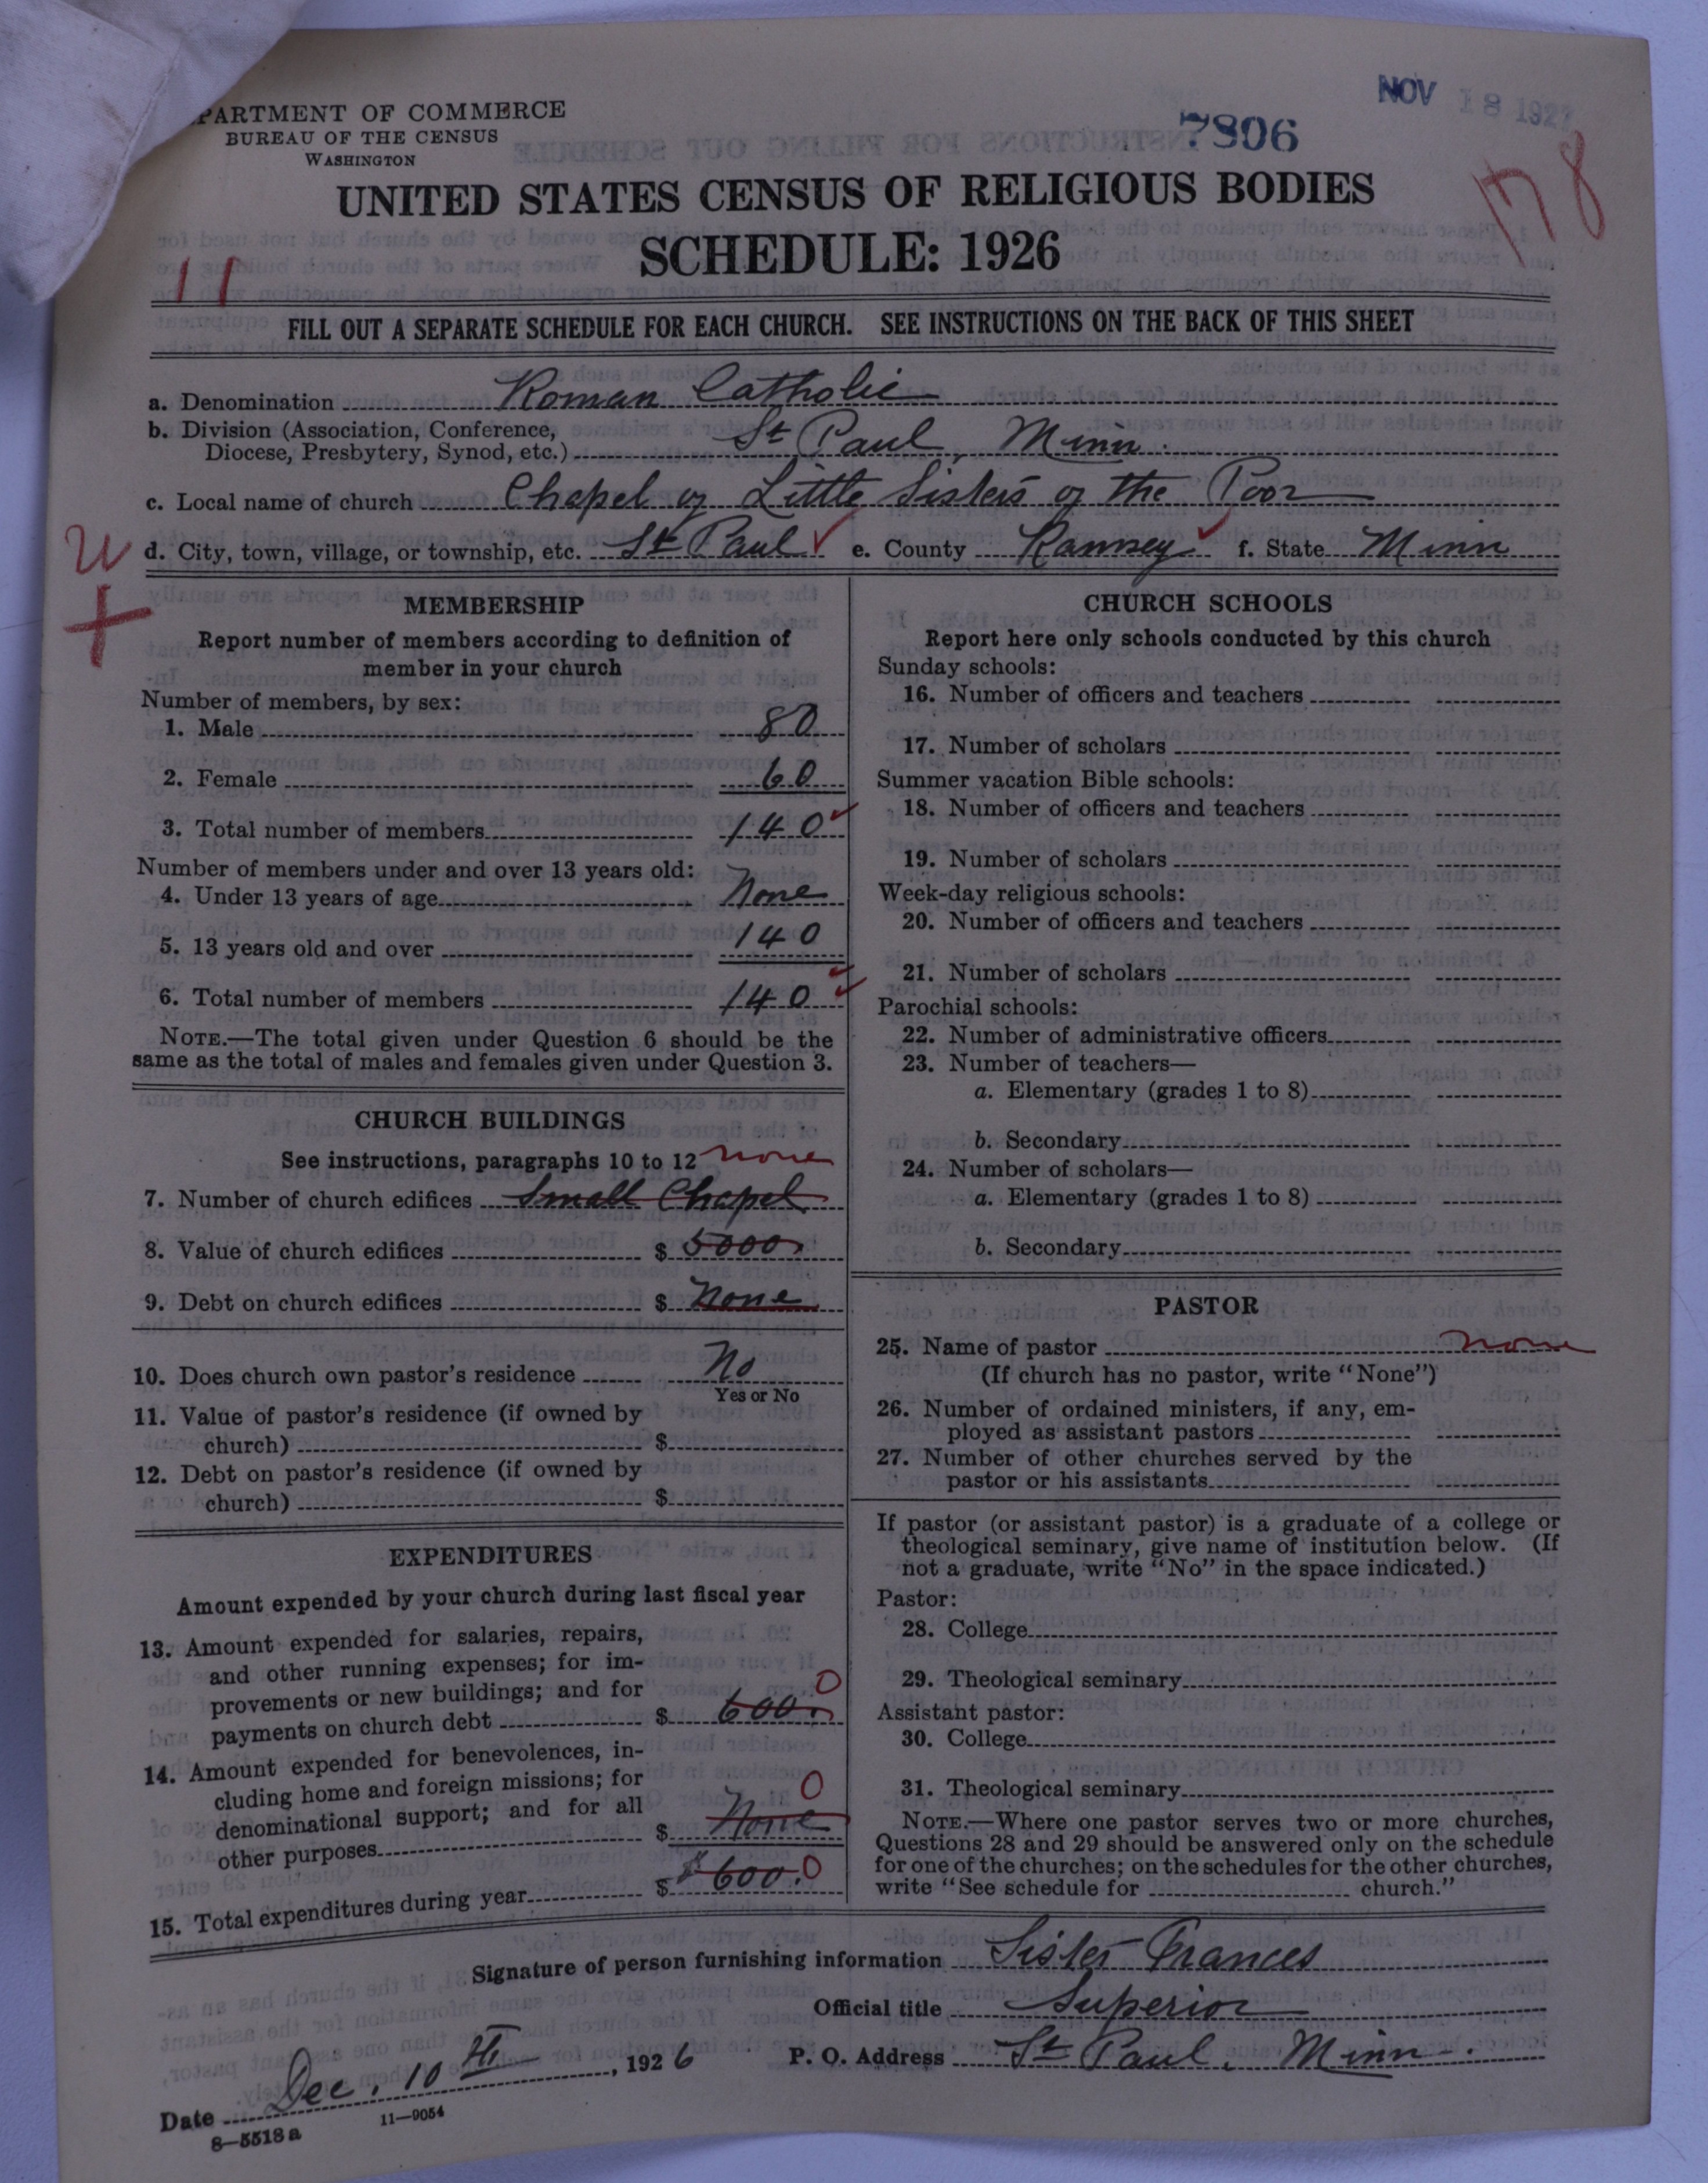 PARTMENT OF COMMERCE
BUREAU OF THE CENSUS
WASHINGTON
7806
NOV 18 1927
178
UNITED STATES CENSUS OF RELIGIOUS BODIES
SCHEDULE: 1926
11
FILL OUT A SEPARATE SCHEDULE FOR EACH CHURCH. SEE INSTRUCTIONS ON THE BACK OF THIS SHEET
a. Denomination Roman Catholic
b. Division (Association, Conference,
Diocese, Presbytery, Synod, etc.) St Paul, Minn.
c. Local name of church Chapel of Little Sisters of the Poor
d. City, town, village, or township, etc. St Paul ✓ e. County Ramsey ✓ f. State Minn
MEMBERSHIP
Report number of members according to definition of
member in your church
Number of members, by sex:
1. Male 80
2. Female 60
3. Total number of members 140 ✓
Number of members under and over 13 years old:
4. Under 13 years of age None
5. 13 years old and over 140
6. Total number of members 140 ✓
NOTE.—The total given under Question 6 should be the
same as the total of males and females given under Question 3.
CHURCH BUILDINGS
See instructions, paragraphs 10 to 12 none
7. Number of church edifices Small Chapel
8. Value of church edifices $ 5000
9. Debt on church edifices $ None
10. Does church own pastor's residence No
Yes or No
11. Value of pastor's residence (if owned by
church) $
12. Debt on pastor's residence (if owned by
church) $
EXPENDITURES
Amount expended by your church during last fiscal year
13. Amount expended for salaries, repairs,
and other running expenses; for im-
provements or new buildings; and for
payments on church debt $ 600. 0
14. Amount expended for benevolences, in-
cluding home and foreign missions; for
denominational support; and for all
other purposes $ None 0
15. Total expenditures during year $ $600. 0
CHURCH SCHOOLS
Report here only schools conducted by this church
Sunday schools:
16. Number of officers and teachers
17. Number of scholars
Summer vacation Bible schools:
18. Number of officers and teachers
19. Number of scholars
Week-day religious schools:
20. Number of officers and teachers
21. Number of scholars
Parochial schools:
22. Number of administrative officers
23. Number of teachers—
a. Elementary (grades 1 to 8)
b. Secondary
24. Number of scholars—
a. Elementary (grades 1 to 8)
b. Secondary
PASTOR
25. Name of pastor none
(If church has no pastor, write "None")
26. Number of ordained ministers, if any, em-
ployed as assistant pastors
27. Number of other churches served by the
pastor or his assistants
If pastor (or assistant pastor) is a graduate of a college or
theological seminary, give name of institution below. (If
not a graduate, write "No" in the space indicated.)
Pastor:
28. College
29. Theological seminary
Assistant pastor:
30. College
31. Theological seminary
NOTE.—Where one pastor serves two or more churches,
Questions 28 and 29 should be answered only on the schedule
for one of the churches; on the schedules for the other churches,
write "See schedule for church."
Signature of person furnishing information Sister Frances
Official title Superior
Date Dec. 10th, 1926 P. O. Address St Paul, Minn.
8—5518a 11—9054